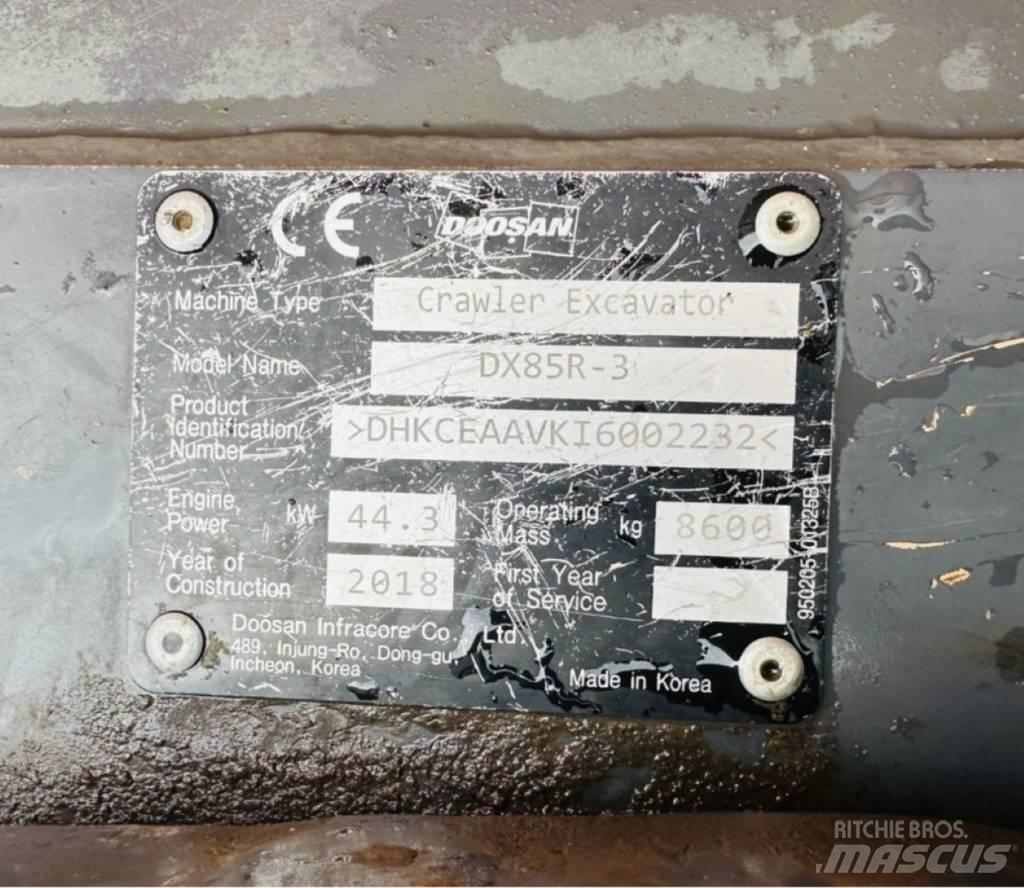 CE DOOSAN
Machine Type Crawler Excavator
Model Name DX85R-3
Product
Identification
Number >DHKCEAAVKI6002232<
Engine
Power kW 44.3
Operating
Mass kg 8600
Year of
Construction 2018
First Year
of Service
Doosan Infracore Co., Ltd.
489, Injung-Ro, Dong-gu,
Incheon, Korea
Made in Korea
RITCHIE BROS.
MASCUS